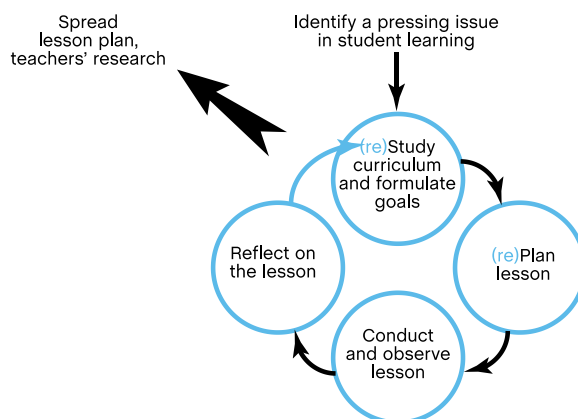 Spread
lesson plan,
teachers’ research
Identify a pressing issue
in student learning
(re)Study
curriculum
and formulate
goals
(re)Plan
lesson
Conduct
and observe
lesson
Reflect on
the lesson